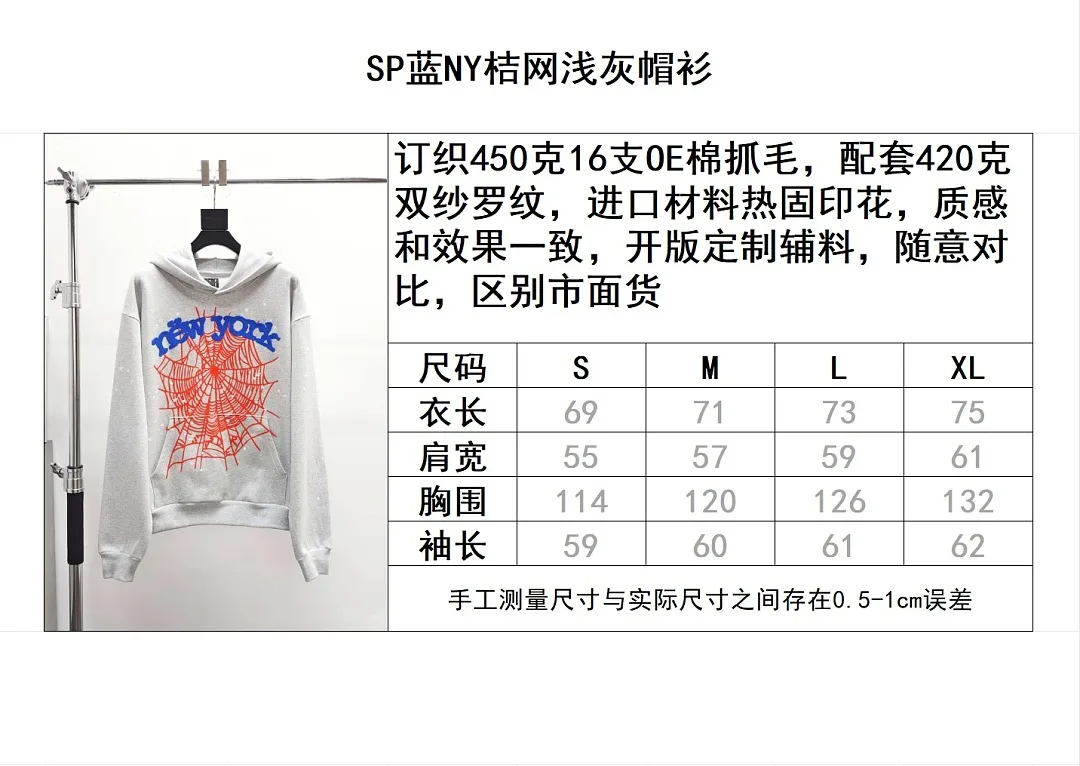 SP蓝NY桔网浅灰帽衫
new york
订织450克16支OE棉抓毛，配套420克
双纱罗纹，进口材料热固印花，质感
和效果一致，开版定制辅料，随意对
比，区别市面货
尺码 S M L XL
衣长 69 71 73 75
肩宽 55 57 59 61
胸围 114 120 126 132
袖长 59 60 61 62
手工测量尺寸与实际尺寸之间存在0.5-1cm误差